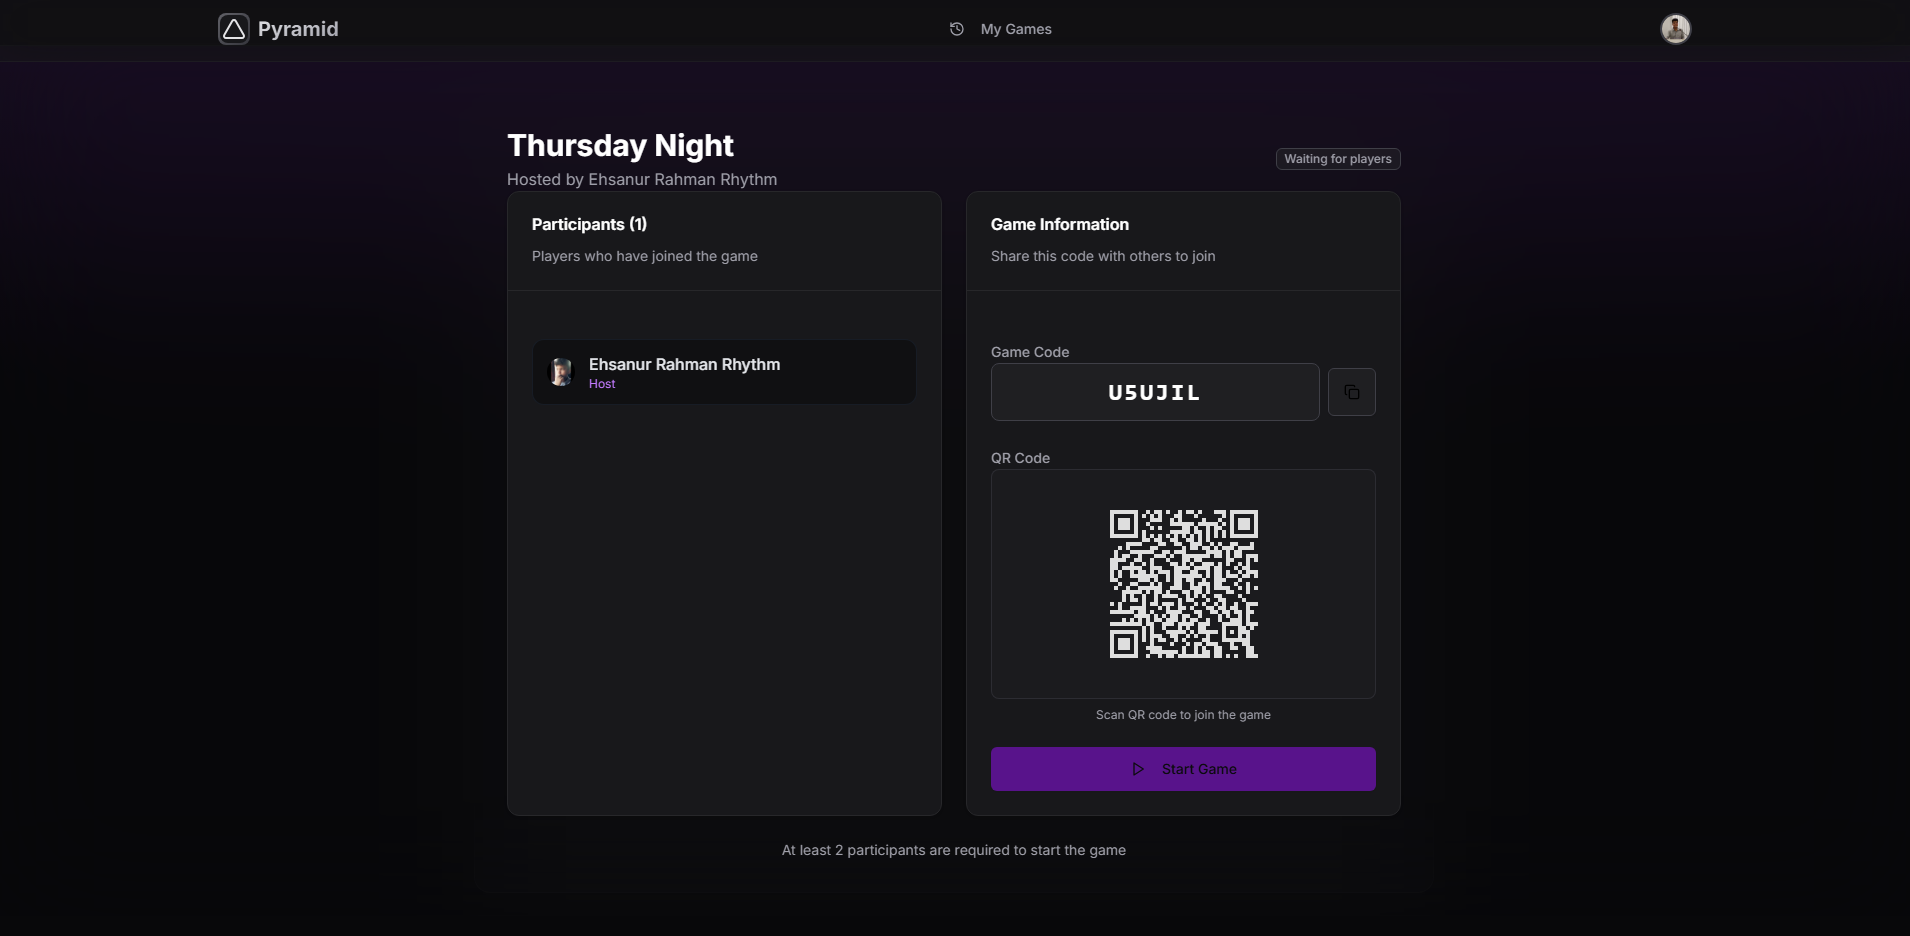 Pyramid
My Games
Thursday Night
Hosted by Ehsanur Rahman Rhythm
Waiting for players
Participants (1)
Players who have joined the game
Ehsanur Rahman Rhythm
Host
Game Information
Share this code with others to join
Game Code
U5UJIL
QR Code
Scan QR code to join the game
Start Game
At least 2 participants are required to start the game